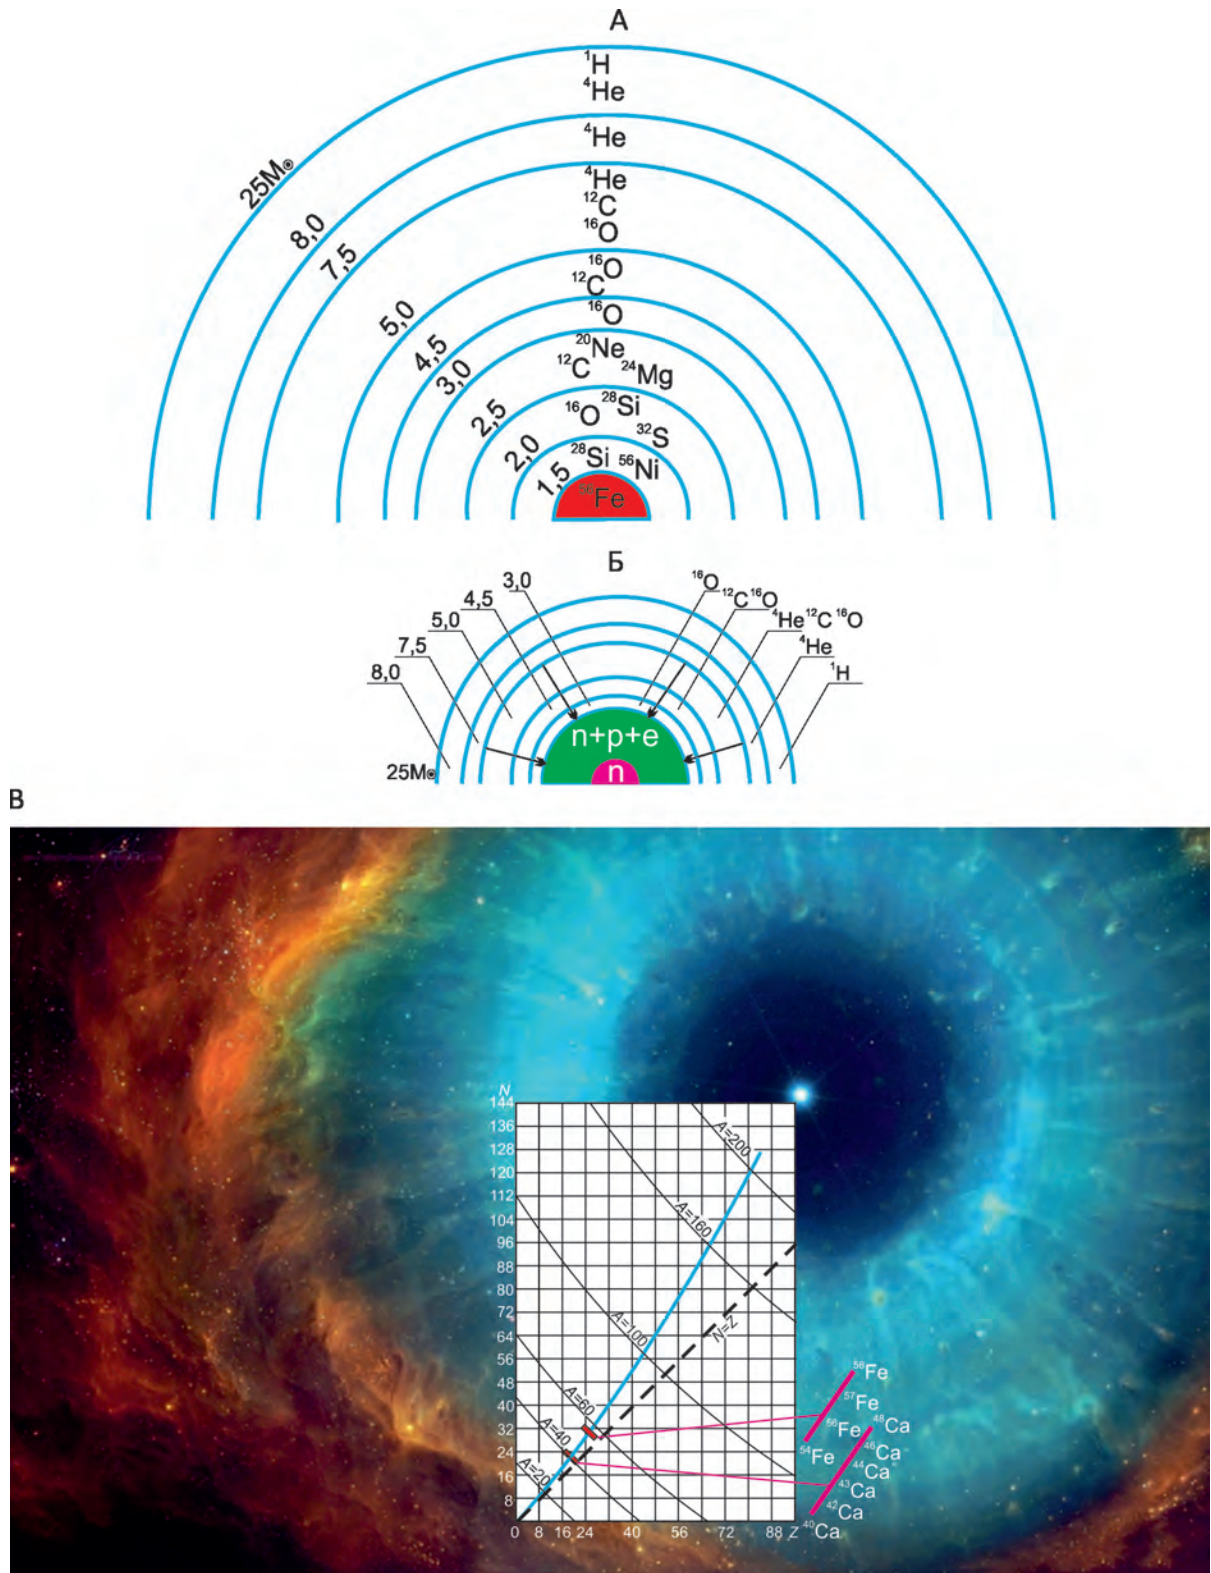 А
¹H
⁴He
⁴He
25M⊙
⁴He
¹²C
¹⁶O
8,0
7,5
¹⁶O
¹²C
5,0
¹⁶O
4,5
²⁰Ne
¹²C ²⁴Mg
3,0
²⁸Si
¹⁶O
2,5
³²S
2,0
²⁸Si ⁵⁶Ni
1,5
⁵⁶Fe
Б
3,0
¹⁶O
4,5
¹²C ¹⁶O
5,0
⁴He ¹²C ¹⁶O
7,5
⁴He
8,0
¹H
n+p+e
n
25M⊙
В
N
144
136
128
120
112
104
96
88
80
72
64
56
48
40
32
24
16
8
A=200
A=160
N=Z
A=100
A=60
A=40
A=20
0 8 16 24 40 56 72 88 Z
⁵⁸Fe
⁵⁷Fe
⁵⁶Fe
⁵⁴Fe
⁴⁸Ca
⁴⁶Ca
⁴⁴Ca
⁴³Ca
⁴²Ca
⁴⁰Ca